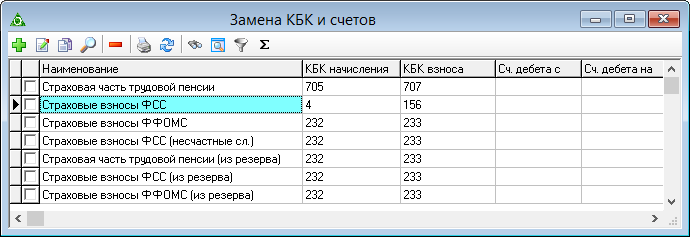 Замена КБК и счетов
Σ
Наименование КБК начисления КБК взноса Сч. дебета с Сч. дебета на
Страховая часть трудовой пенсии 705 707
Страховые взносы ФСС 4 156
Страховые взносы ФФОМС 232 233
Страховые взносы ФСС (несчастные сл.) 232 233
Страховая часть трудовой пенсии (из резерва) 232 233
Страховые взносы ФСС (из резерва) 232 233
Страховые взносы ФФОМС (из резерва) 232 233